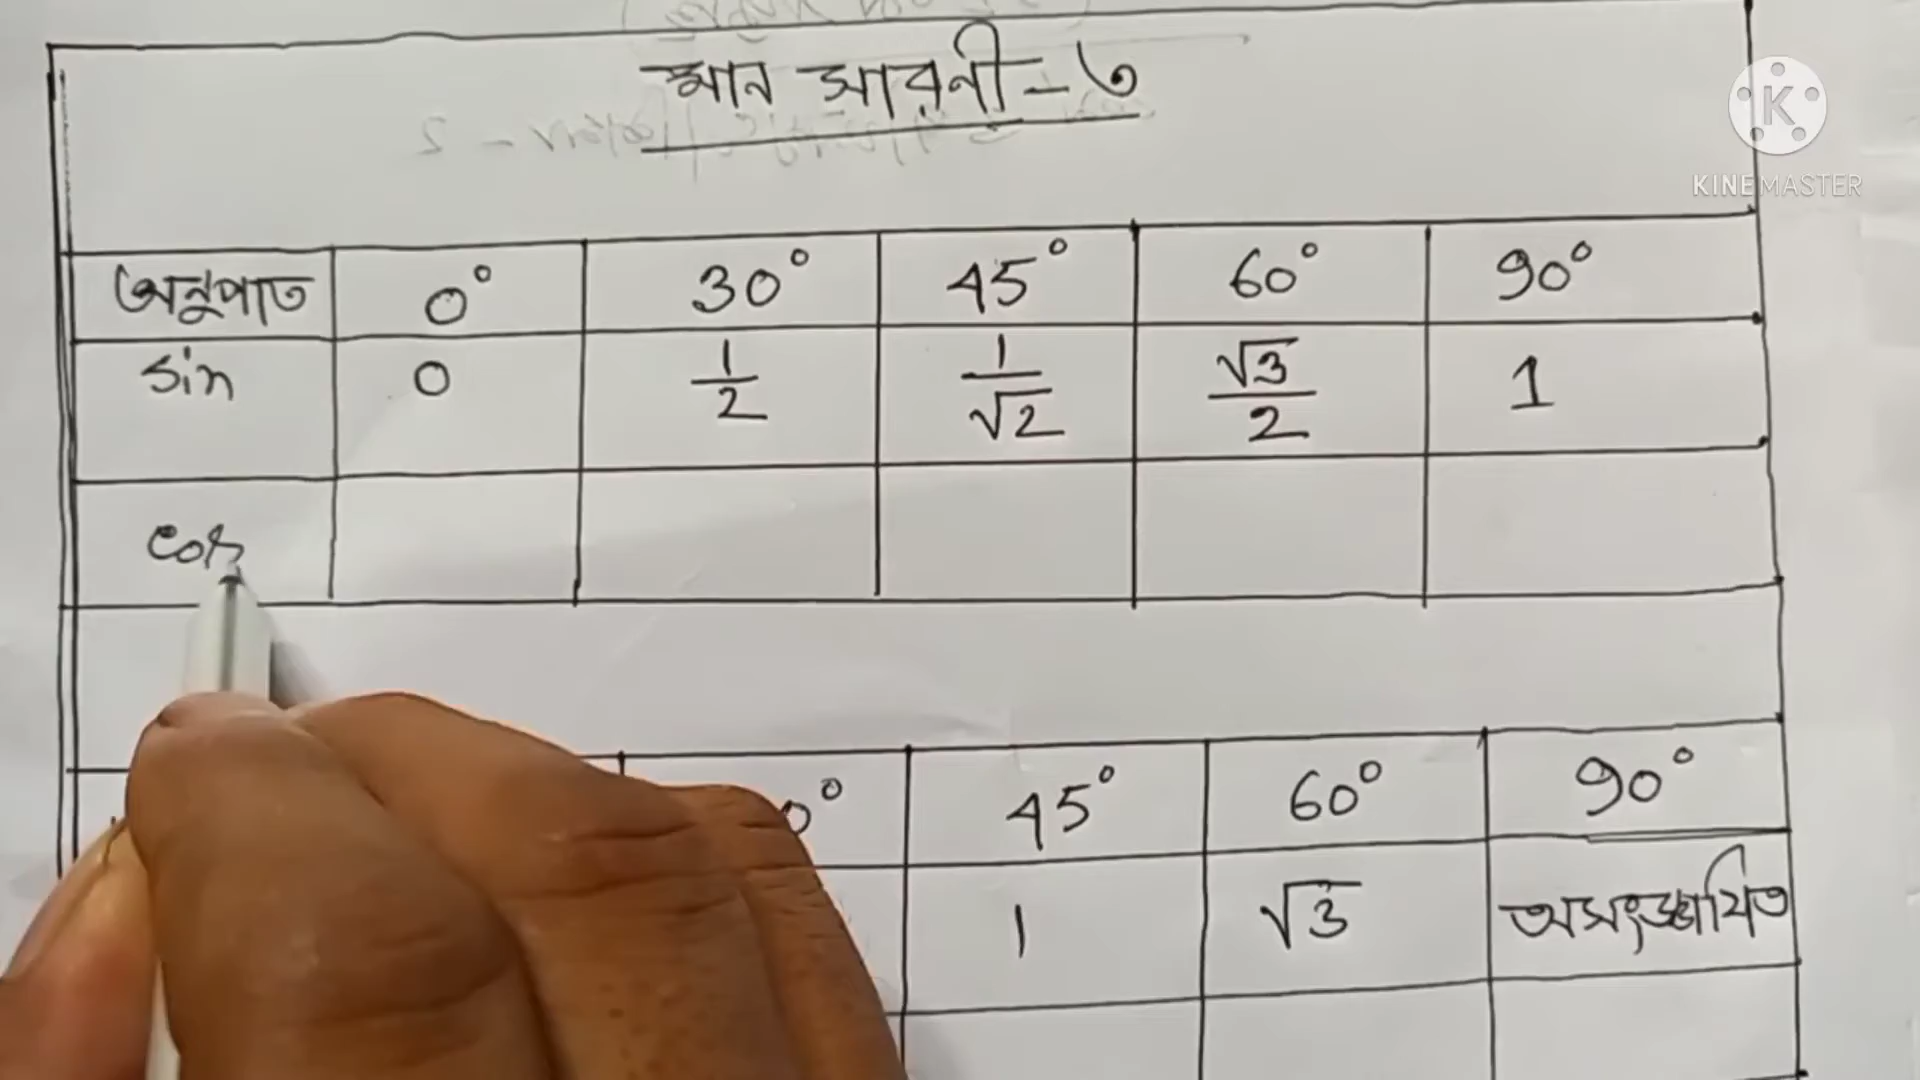 মান সারনী - ৩
KINEMASTER
অনুপাত 0° 30° 45° 60° 90°
sin 0 1/2 1/√2 √3/2 1
cos
45° 60° 90°
1 √3 অসংজ্ঞায়িত